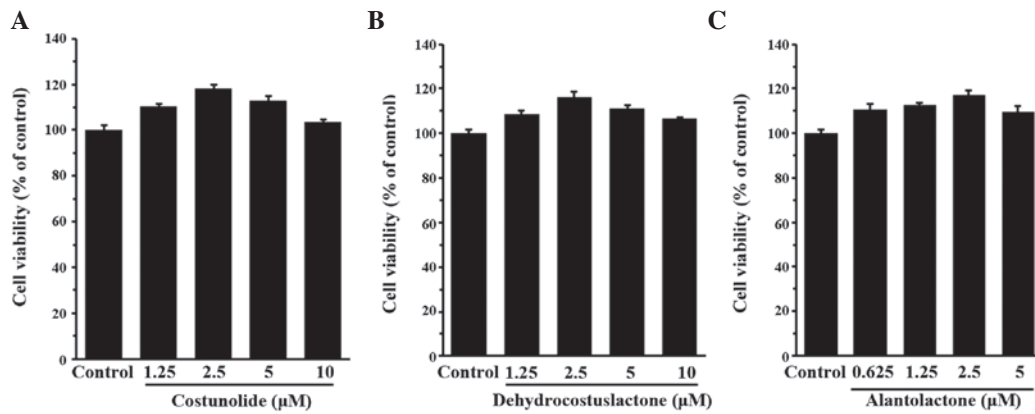 A
Cell viability (% of control)
140
120
100
80
60
40
20
0
Control 1.25 2.5 5 10
Costunolide (µM)
B
Cell viability (% of control)
140
120
100
80
60
40
20
0
Control 1.25 2.5 5 10
Dehydrocostuslactone (µM)
C
Cell viability (% of control)
140
120
100
80
60
40
20
0
Control 0.625 1.25 2.5 5
Alantolactone (µM)